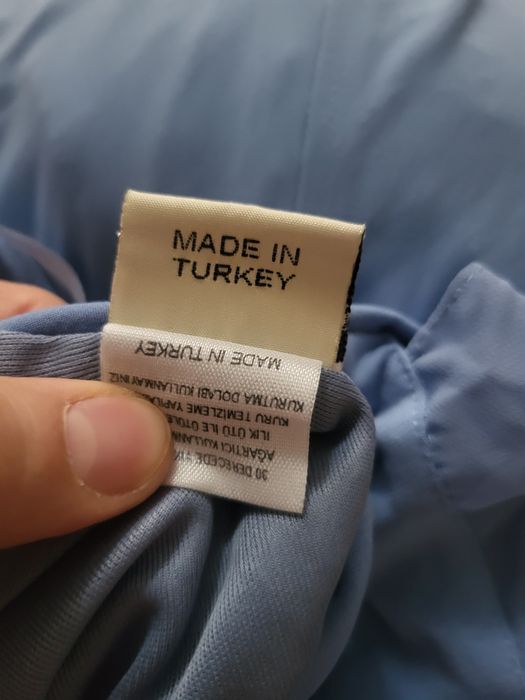 MADE IN
TURKEY
30 DERECEDE
AĞARTICI
ILIK ÜTÜ ILE
KURU TEMIZLEME
KURUTMA DOLABI KULLANMAYINIZ
MADE IN TURKEY